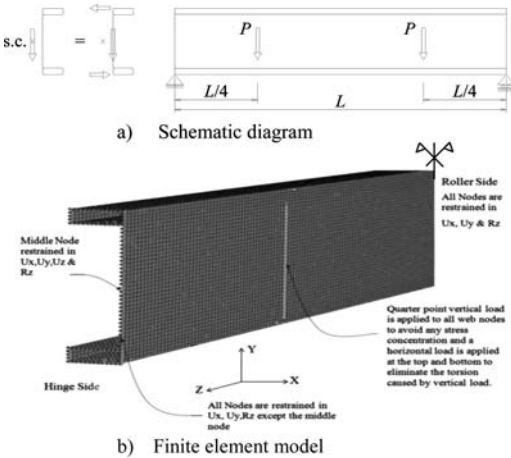 s.c.
=
P
P
L/4
L/4
L
a) Schematic diagram
Roller Side
All Nodes are
restrained in
Ux, Uy & Rz
Middle Node
restrained in
Ux,Uy,Uz &
Rz
Quarter point vertical load
is applied to all web nodes
to avoid any stress
concentration and a
horizontal load is applied
at the top and bottom to
eliminate the torsion
caused by vertical load.
Y
X
Z
Hinge Side
All Nodes are restrained in
Ux, Uy,Rz except the middle
node
b) Finite element model